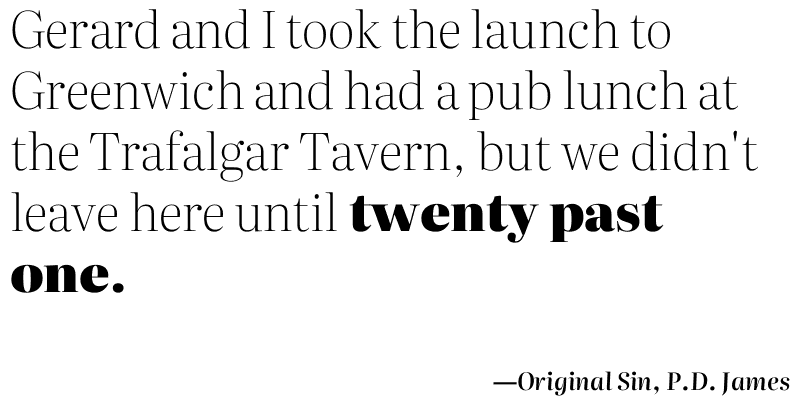 Gerard and I took the launch to
Greenwich and had a pub lunch at
the Trafalgar Tavern, but we didn't
leave here until twenty past
one.
—Original Sin, P.D. James